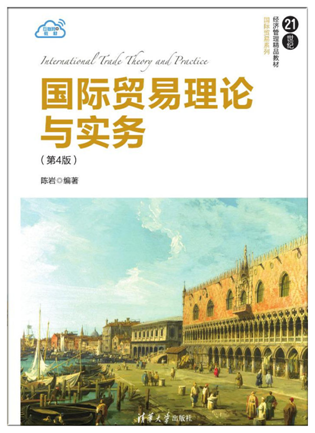 International Trade Theory and Practice
国际贸易理论
与实务
（第4版）
陈岩◎编著
21世纪
经济管理精品教材
国际贸易系列
清华大学出版社